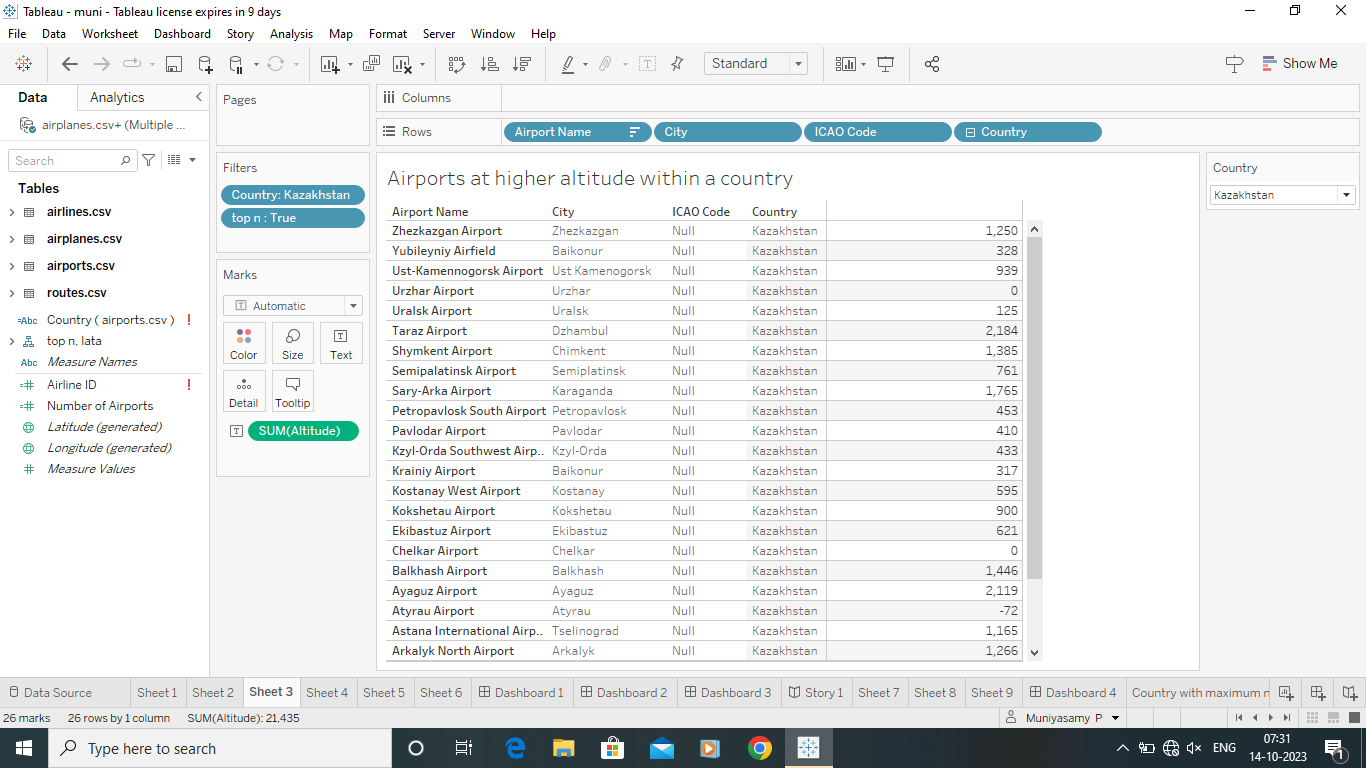 Tableau - muni - Tableau license expires in 9 days
File Data Worksheet Dashboard Story Analysis Map Format Server Window Help
Standard Show Me
Data Analytics
airplanes.csv+ (Multiple ...
Search
Tables
airlines.csv
airplanes.csv
airports.csv
routes.csv
=Abc Country ( airports.csv ) !
top n, Iata
Abc Measure Names
=# Airline ID !
=# Number of Airports
Latitude (generated)
Longitude (generated)
# Measure Values
Pages
Filters
Country: Kazakhstan
top n : True
Marks
T Automatic
Color Size Text
Detail Tooltip
T SUM(Altitude)
Columns
Rows Airport Name City ICAO Code Country
Airports at higher altitude within a country
Airport Name City ICAO Code Country
Zhezkazgan Airport Zhezkazgan Null Kazakhstan 1,250
Yubileyniy Airfield Baikonur Null Kazakhstan 328
Ust-Kamennogorsk Airport Ust Kamenogorsk Null Kazakhstan 939
Urzhar Airport Urzhar Null Kazakhstan 0
Uralsk Airport Uralsk Null Kazakhstan 125
Taraz Airport Dzhambul Null Kazakhstan 2,184
Shymkent Airport Chimkent Null Kazakhstan 1,385
Semipalatinsk Airport Semiplatinsk Null Kazakhstan 761
Sary-Arka Airport Karaganda Null Kazakhstan 1,765
Petropavlosk South Airport Petropavlosk Null Kazakhstan 453
Pavlodar Airport Pavlodar Null Kazakhstan 410
Kzyl-Orda Southwest Airp.. Kzyl-Orda Null Kazakhstan 433
Krainiy Airport Baikonur Null Kazakhstan 317
Kostanay West Airport Kostanay Null Kazakhstan 595
Kokshetau Airport Kokshetau Null Kazakhstan 900
Ekibastuz Airport Ekibastuz Null Kazakhstan 621
Chelkar Airport Chelkar Null Kazakhstan 0
Balkhash Airport Balkhash Null Kazakhstan 1,446
Ayaguz Airport Ayaguz Null Kazakhstan 2,119
Atyrau Airport Atyrau Null Kazakhstan -72
Astana International Airp.. Tselinograd Null Kazakhstan 1,165
Arkalyk North Airport Arkalyk Null Kazakhstan 1,266
Country
Kazakhstan
Data Source Sheet 1 Sheet 2 Sheet 3 Sheet 4 Sheet 5 Sheet 6 Dashboard 1 Dashboard 2 Dashboard 3 Story 1 Sheet 7 Sheet 8 Sheet 9 Dashboard 4 Country with maximum n
26 marks 26 rows by 1 column SUM(Altitude): 21,435 Muniyasamy P
Type here to search
ENG
07:31
14-10-2023
1